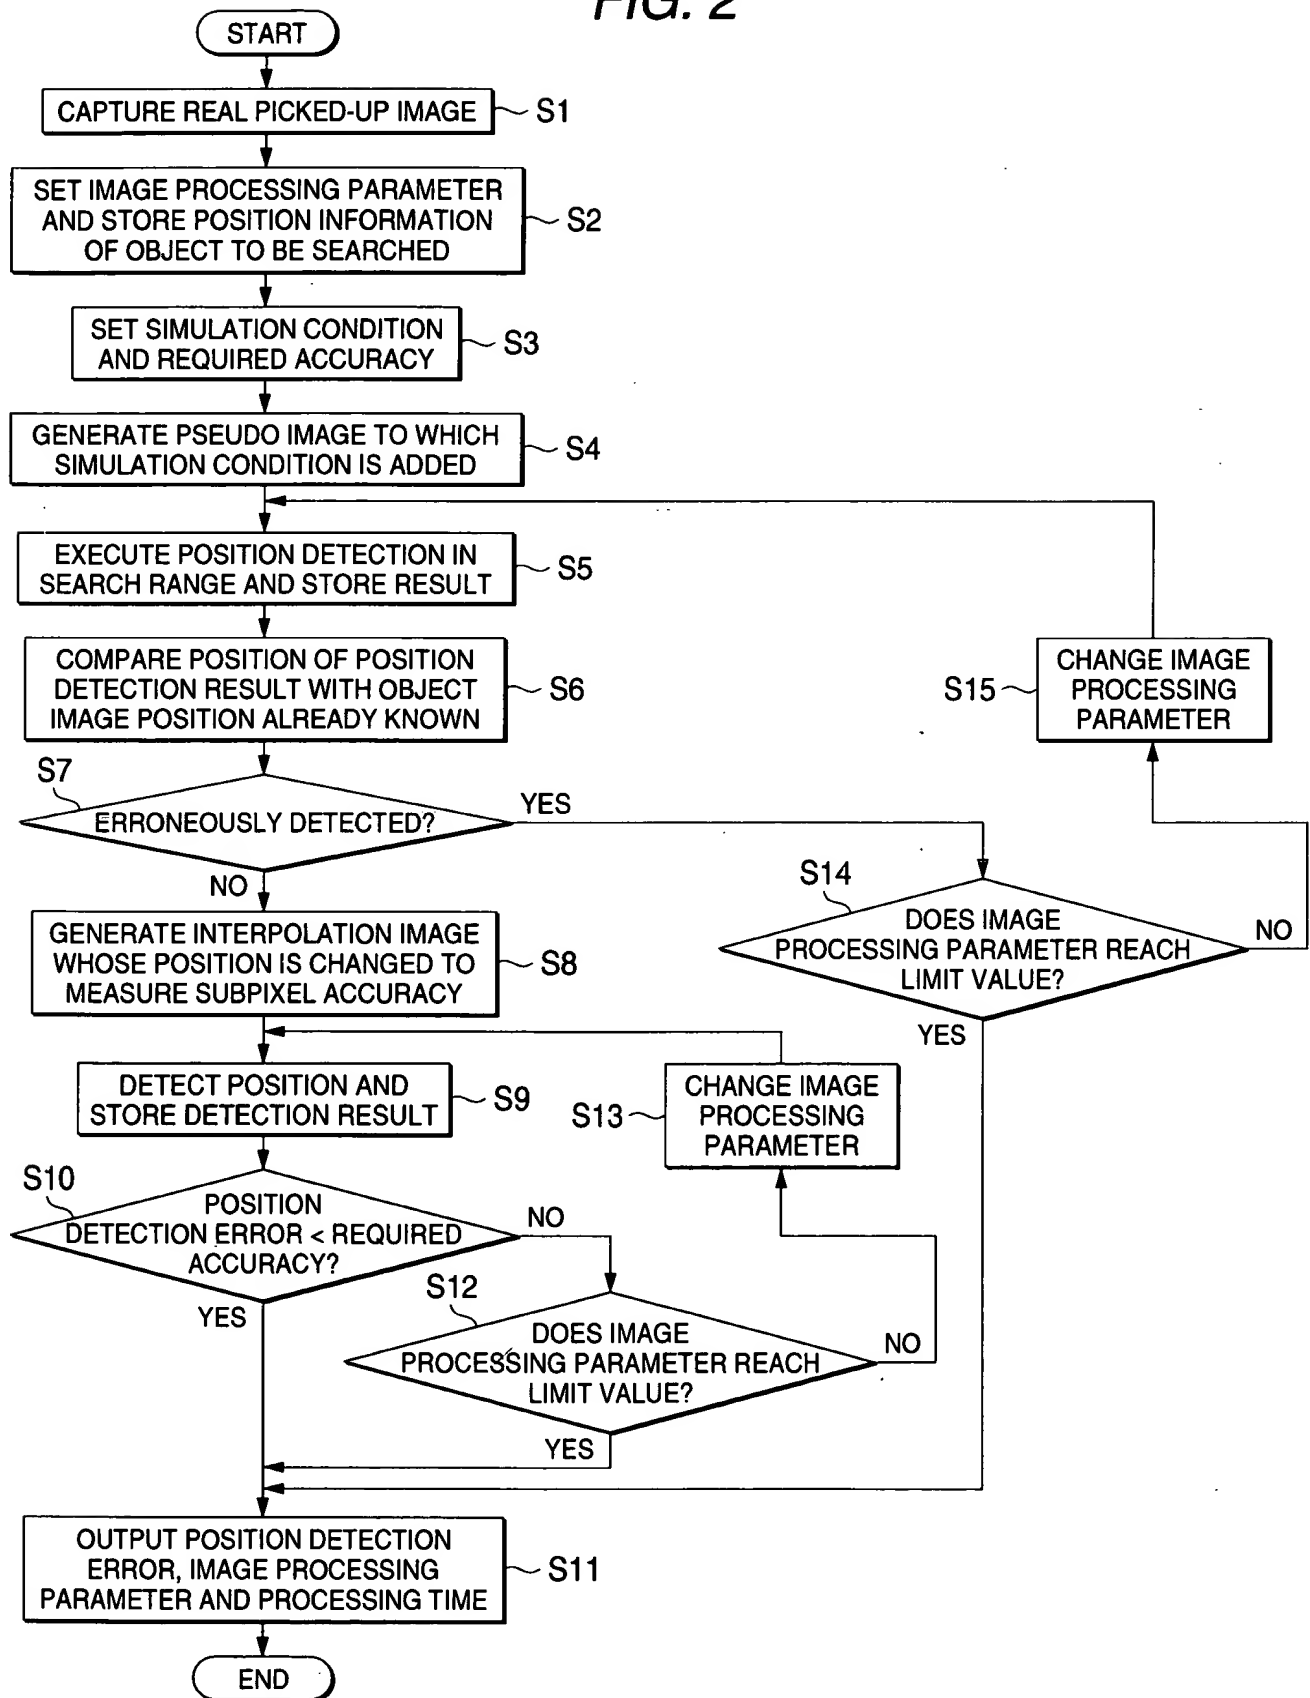 FIG. 2
START
CAPTURE REAL PICKED-UP IMAGE
S1
SET IMAGE PROCESSING PARAMETER
AND STORE POSITION INFORMATION
OF OBJECT TO BE SEARCHED
S2
SET SIMULATION CONDITION
AND REQUIRED ACCURACY
S3
GENERATE PSEUDO IMAGE TO WHICH
SIMULATION CONDITION IS ADDED
S4
EXECUTE POSITION DETECTION IN
SEARCH RANGE AND STORE RESULT
S5
COMPARE POSITION OF POSITION
DETECTION RESULT WITH OBJECT
IMAGE POSITION ALREADY KNOWN
S6
S15
CHANGE IMAGE
PROCESSING
PARAMETER
S7
ERRONEOUSLY DETECTED?
YES
NO
S14
DOES IMAGE
PROCESSING PARAMETER REACH
LIMIT VALUE?
NO
YES
GENERATE INTERPOLATION IMAGE
WHOSE POSITION IS CHANGED TO
MEASURE SUBPIXEL ACCURACY
S8
DETECT POSITION AND
STORE DETECTION RESULT
S9
S13
CHANGE IMAGE
PROCESSING
PARAMETER
S10
POSITION
DETECTION ERROR < REQUIRED
ACCURACY?
NO
YES
S12
DOES IMAGE
PROCESSING PARAMETER REACH
LIMIT VALUE?
NO
YES
OUTPUT POSITION DETECTION
ERROR, IMAGE PROCESSING
PARAMETER AND PROCESSING TIME
S11
END